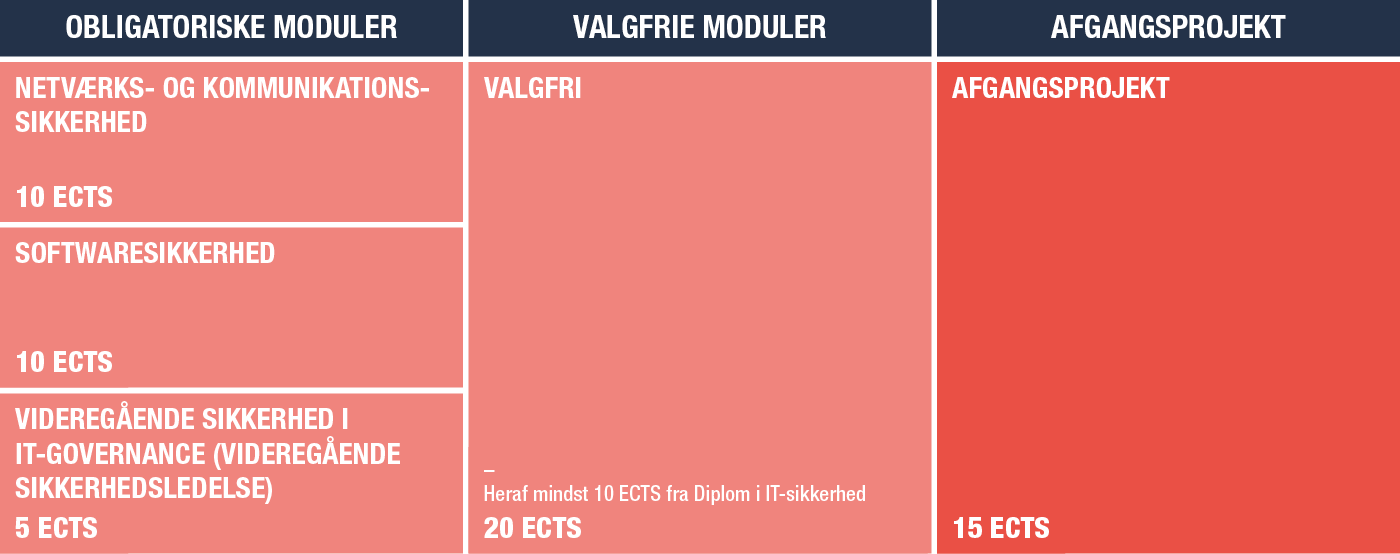 OBLIGATORISKE MODULER
NETVÆRKS- OG KOMMUNIKATIONS-
SIKKERHED
10 ECTS
SOFTWARESIKKERHED
10 ECTS
VIDEREGÅENDE SIKKERHED I
IT-GOVERNANCE (VIDEREGÅENDE
SIKKERHEDSLEDELSE)
5 ECTS
VALGFRIE MODULER
VALGFRI
–
Heraf mindst 10 ECTS fra Diplom i IT-sikkerhed
20 ECTS
AFGANGSPROJEKT
AFGANGSPROJEKT
15 ECTS